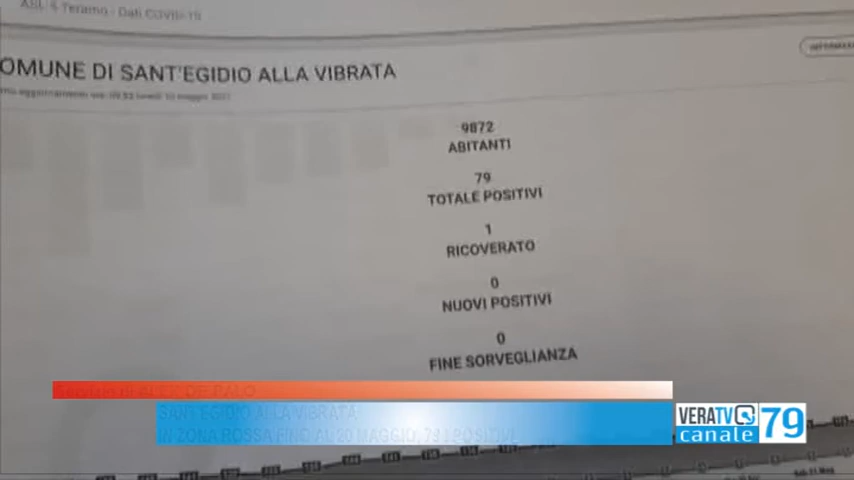 ASL 4 Teramo - Dati COVID-19
OMUNE DI SANT'EGIDIO ALLA VIBRATA
9872
ABITANTI
79
TOTALE POSITIVI
1
RICOVERATO
0
NUOVI POSITIVI
0
FINE SORVEGLIANZA
SANT'EGIDIO ALLA VIBRATA:
IN ZONA ROSSA FINO AL 20 MAGGIO, 79 I POSITIVI
VERATV
canale 79